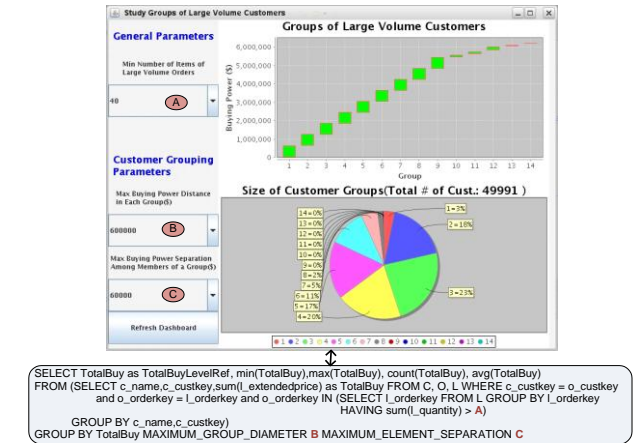 Study Groups of Large Volume Customers
General Parameters
Min Number of Items of
Large Volume Orders
40
A
Customer Grouping
Parameters
Max Buying Power Distance
in Each Group($)
600000
B
Max Buying Power Separation
Among Members of a Group($)
60000
C
Refresh Dashboard
Groups of Large Volume Customers
Buying Power ($)
6,000,000
5,000,000
4,000,000
3,000,000
2,000,000
1,000,000
0
1 2 3 4 5 6 7 8 9 10 11 12 13 14
Group
Size of Customer Groups(Total # of Cust.: 49991 )
14=0%
13=0%
12=0%
11=0%
10=0%
9=0%
8=2%
7=5%
6=11%
5=17%
4=20%
1=3%
2=18%
3=23%
1 2 3 4 5 6 7 8 9 10 11 12 13 14
SELECT TotalBuy as TotalBuyLevelRef, min(TotalBuy),max(TotalBuy), count(TotalBuy), avg(TotalBuy)
FROM (SELECT c_name,c_custkey,sum(l_extendedprice) as TotalBuy FROM C, O, L WHERE c_custkey = o_custkey
and o_orderkey = l_orderkey and o_orderkey IN (SELECT l_orderkey FROM L GROUP BY l_orderkey
HAVING sum(l_quantity) > A)
GROUP BY c_name,c_custkey)
GROUP BY TotalBuy MAXIMUM_GROUP_DIAMETER B MAXIMUM_ELEMENT_SEPARATION C